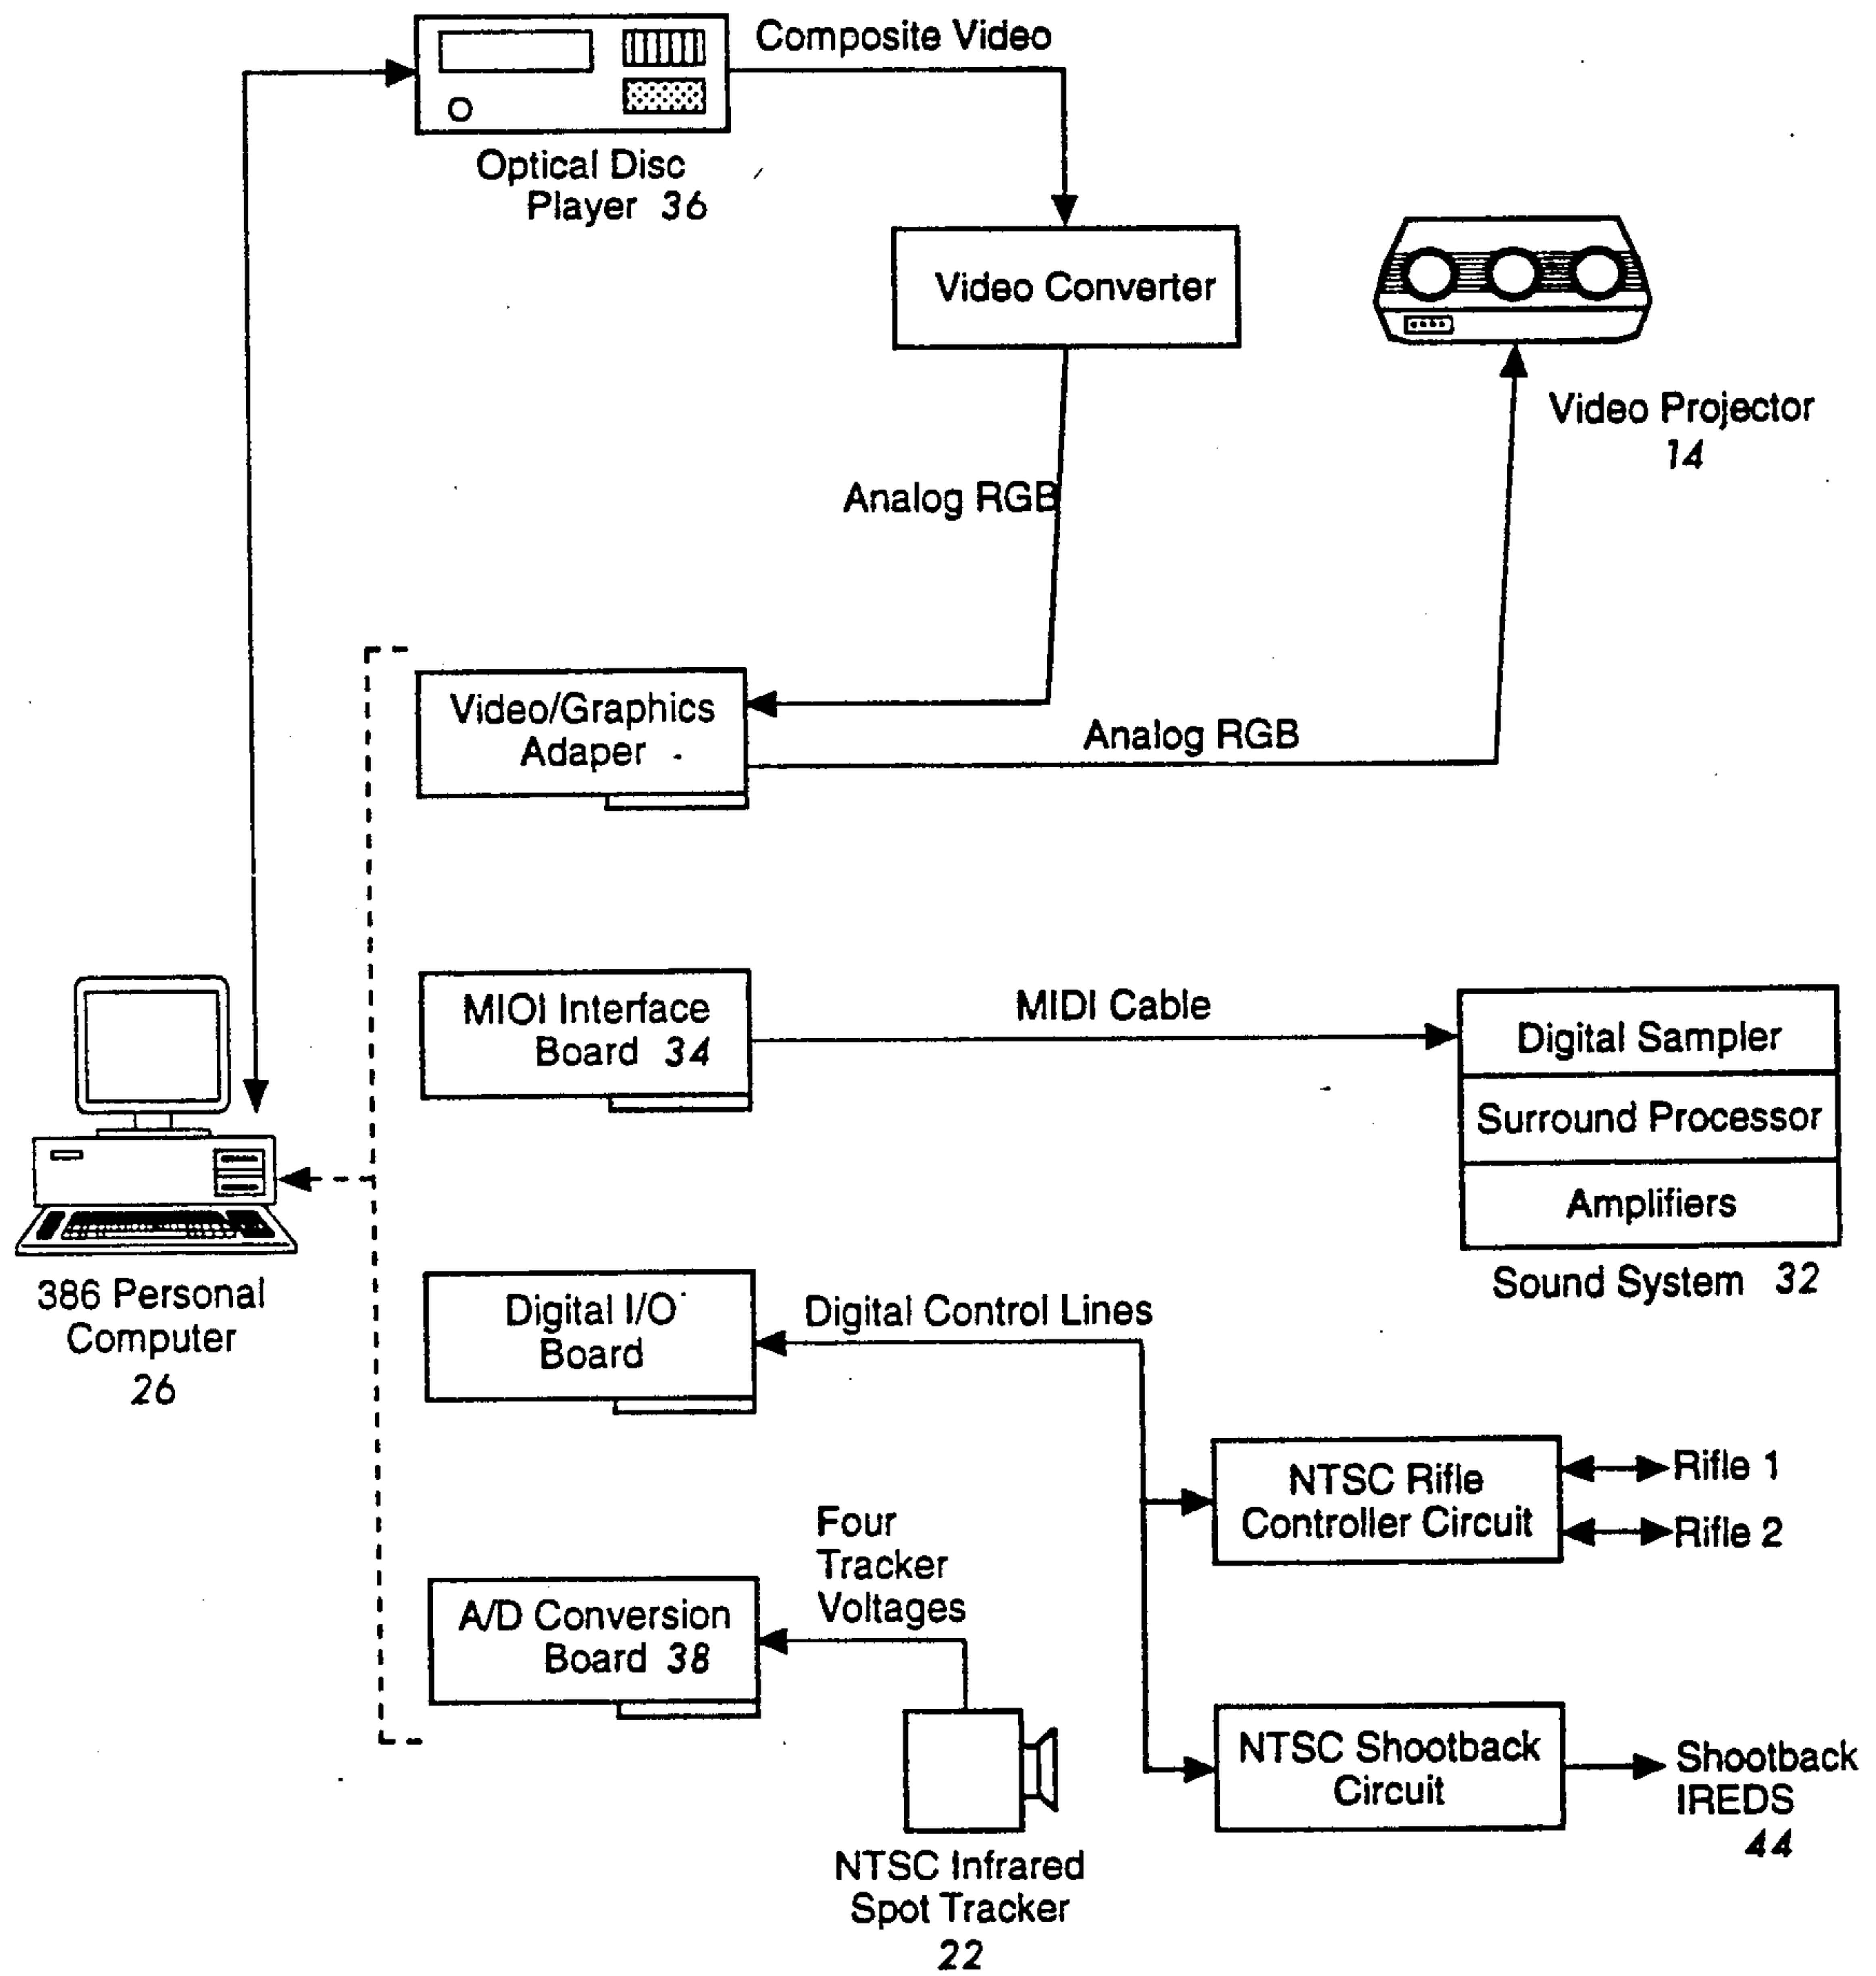 Composite Video
Optical Disc
Player 36
Video Converter
Video Projector
14
Analog RGB
Video/Graphics
Adaper
Analog RGB
MIOI Interface
Board 34
MIDI Cable
Digital Sampler
Surround Processor
Amplifiers
Sound System 32
386 Personal
Computer
26
Digital I/O
Board
Digital Control Lines
NTSC Rifle
Controller Circuit
Rifle 1
Rifle 2
Four
Tracker
Voltages
A/D Conversion
Board 38
NTSC Shootback
Circuit
Shootback
IREDS
44
NTSC Infrared
Spot Tracker
22